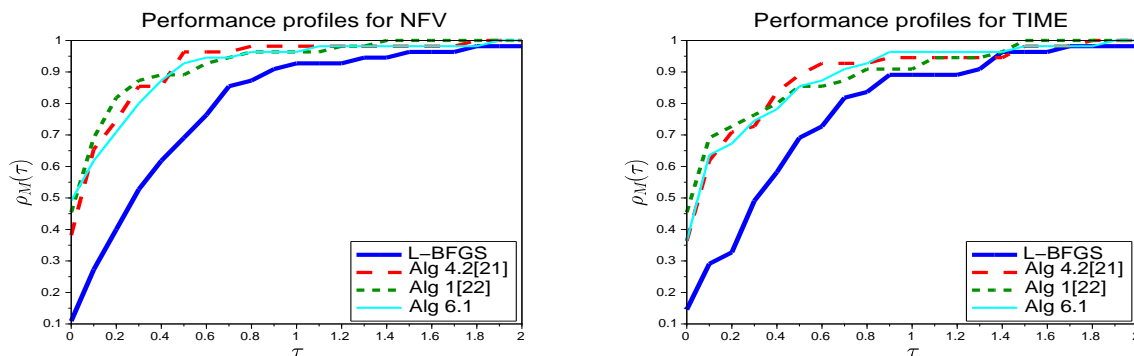 Performance profiles for NFV
1
0.9
0.8
0.7
0.6
0.5
0.4
0.3
0.2
0.1
ρ_M(τ)
0 0.2 0.4 0.6 0.8 1 1.2 1.4 1.6 1.8 2
τ
L−BFGS
Alg 4.2[21]
Alg 1[22]
Alg 6.1
Performance profiles for TIME
1
0.9
0.8
0.7
0.6
0.5
0.4
0.3
0.2
0.1
ρ_M(τ)
0 0.2 0.4 0.6 0.8 1 1.2 1.4 1.6 1.8 2
τ
L−BFGS
Alg 4.2[21]
Alg 1[22]
Alg 6.1